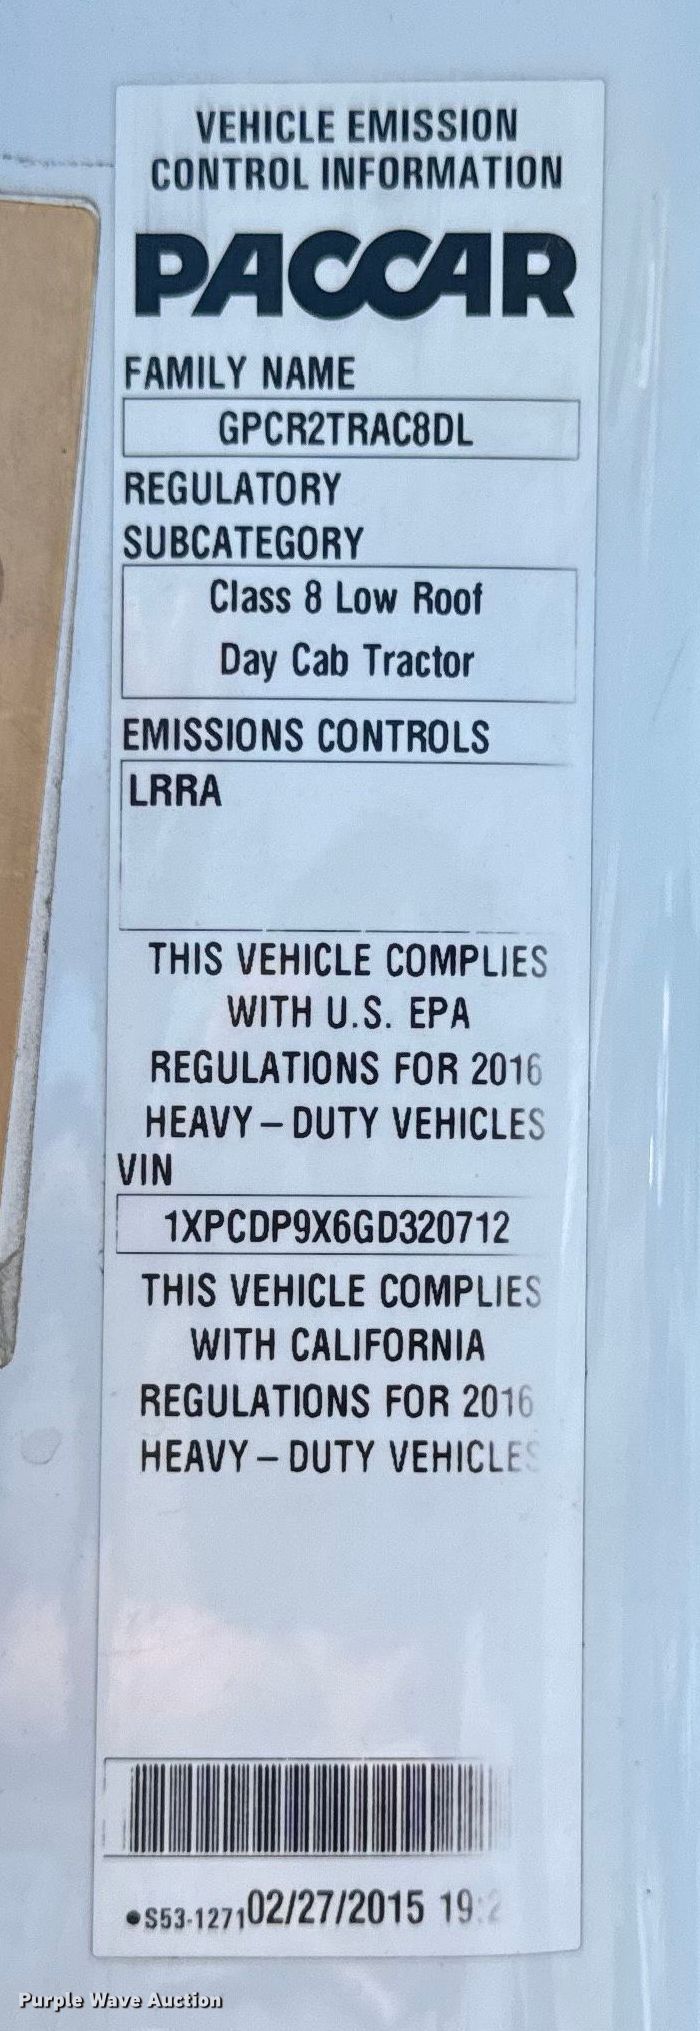 VEHICLE EMISSION
CONTROL INFORMATION
PACCAR
FAMILY NAME
GPCR2TRAC8DL
REGULATORY
SUBCATEGORY
Class 8 Low Roof
Day Cab Tractor
EMISSIONS CONTROLS
LRRA
THIS VEHICLE COMPLIES
WITH U.S. EPA
REGULATIONS FOR 2016
HEAVY – DUTY VEHICLES
VIN
1XPCDP9X6GD320712
THIS VEHICLE COMPLIES
WITH CALIFORNIA
REGULATIONS FOR 2016
HEAVY – DUTY VEHICLES
•S53-1271 02/27/2015
Purple Wave Auction